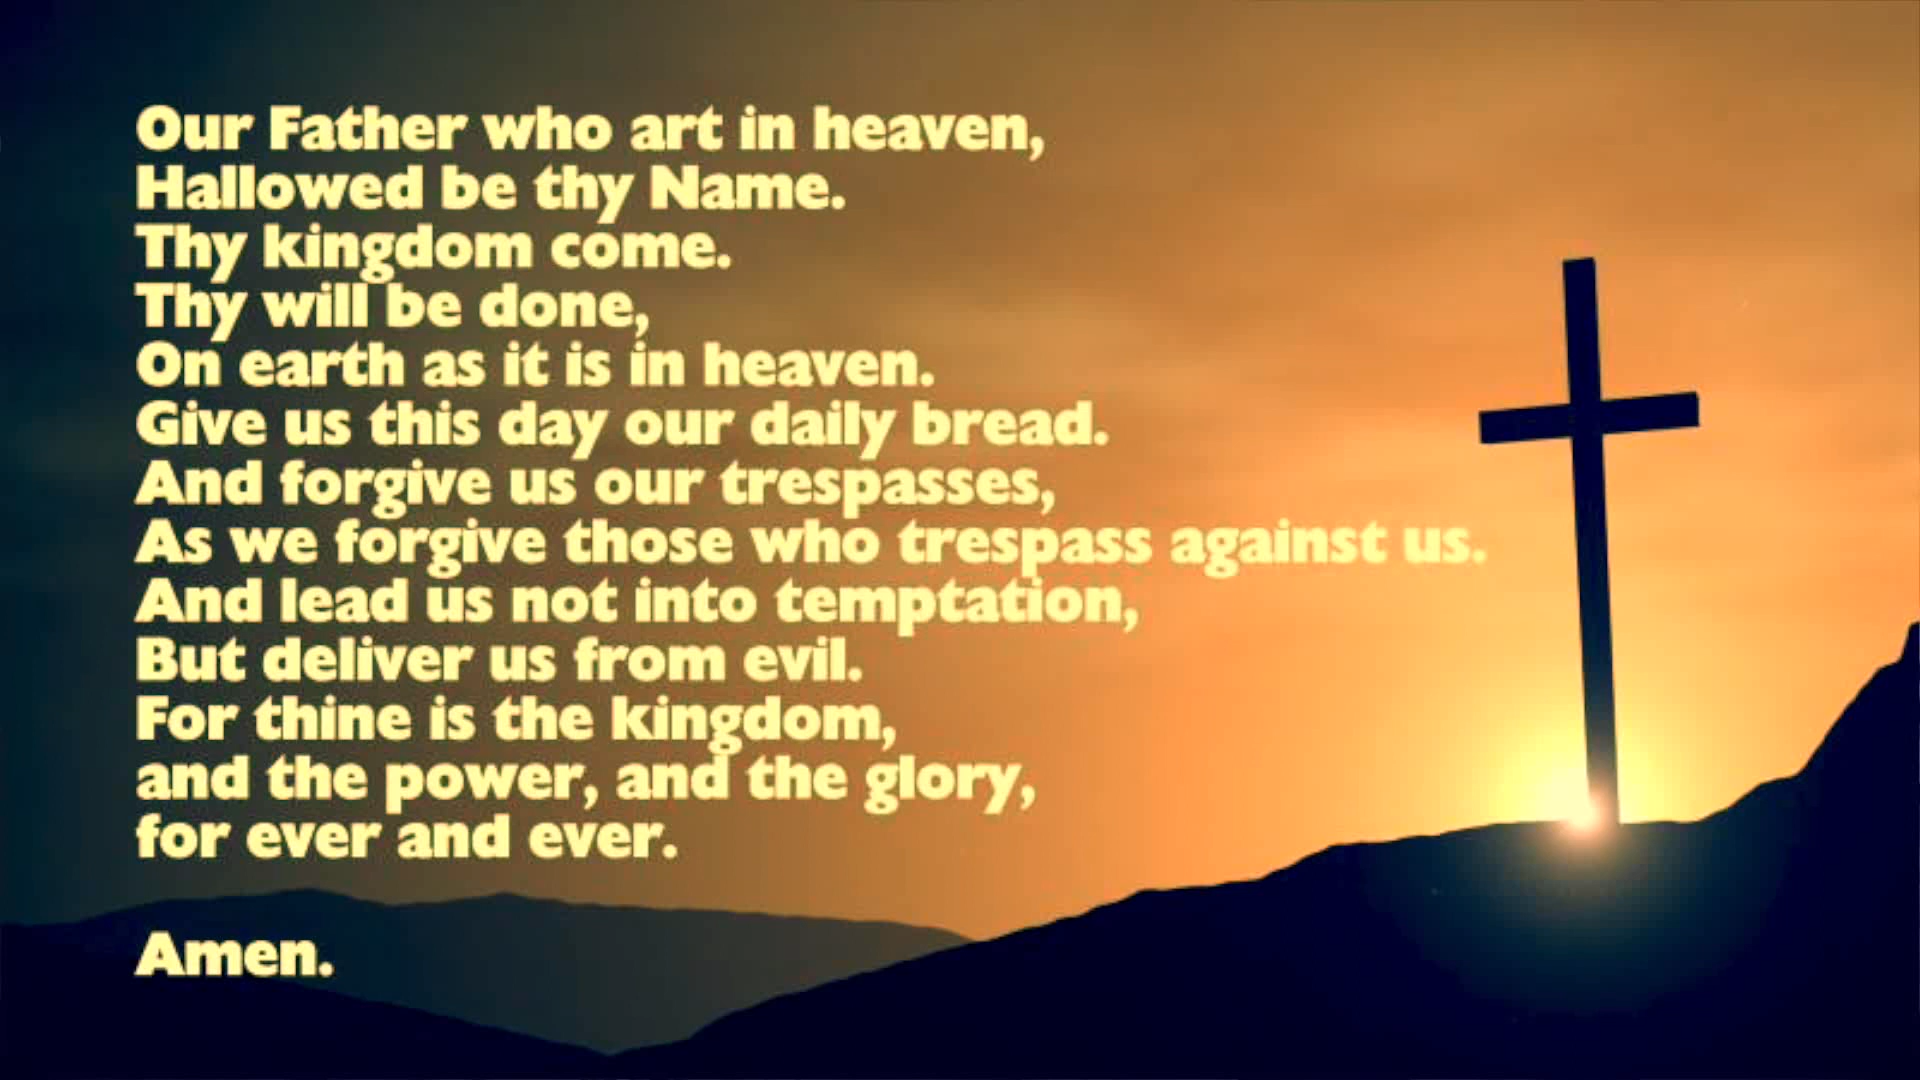 Our Father who art in heaven,
Hallowed be thy Name.
Thy kingdom come.
Thy will be done,
On earth as it is in heaven.
Give us this day our daily bread.
And forgive us our trespasses,
As we forgive those who trespass against us.
And lead us not into temptation,
But deliver us from evil.
For thine is the kingdom,
and the power, and the glory,
for ever and ever.
Amen.